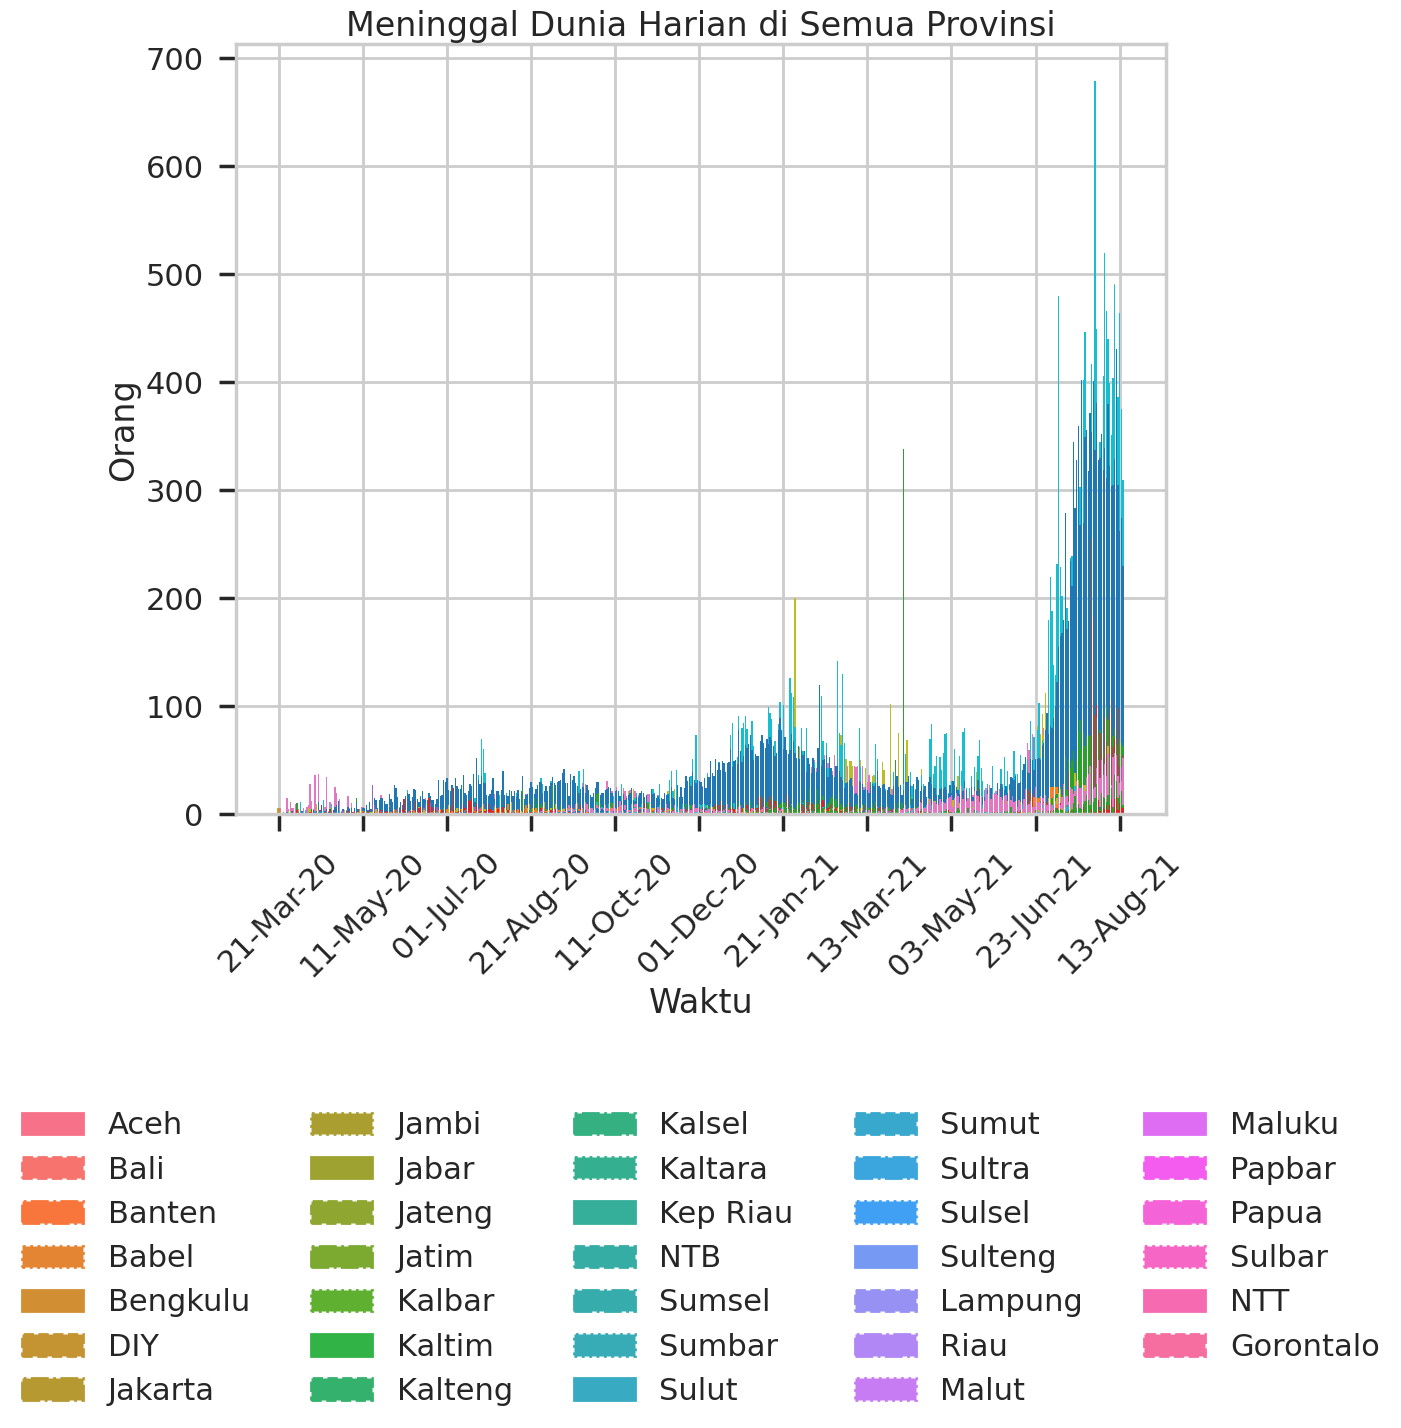 Meninggal Dunia Harian di Semua Provinsi
700
600
500
400
300
200
100
0
Orang
21-Mar-20
11-May-20
01-Jul-20
21-Aug-20
11-Oct-20
01-Dec-20
21-Jan-21
13-Mar-21
03-May-21
23-Jun-21
13-Aug-21
Waktu
Aceh
Bali
Banten
Babel
Bengkulu
DIY
Jakarta
Jambi
Jabar
Jateng
Jatim
Kalbar
Kaltim
Kalteng
Kalsel
Kaltara
Kep Riau
NTB
Sumsel
Sumbar
Sulut
Sumut
Sultra
Sulsel
Sulteng
Lampung
Riau
Malut
Maluku
Papbar
Papua
Sulbar
NTT
Gorontalo